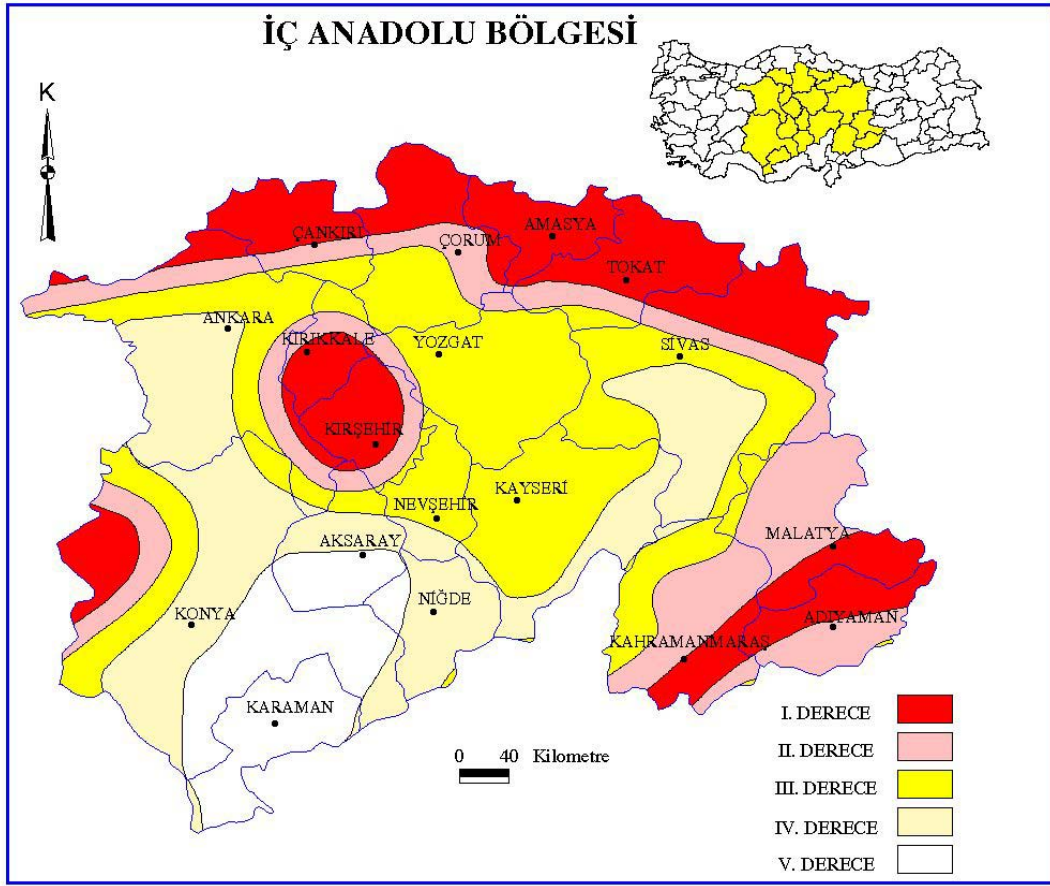 İÇ ANADOLU BÖLGESİ
K
ÇANKIRI
ÇORUM
AMASYA
TOKAT
ANKARA
KIRIKKALE
YOZGAT
SİVAS
KIRŞEHİR
NEVŞEHİR
KAYSERİ
AKSARAY
MALATYA
KONYA
NİĞDE
ADIYAMAN
KAHRAMANMARAŞ
KARAMAN
0 40 Kilometre
I. DERECE
II. DERECE
III. DERECE
IV. DERECE
V. DERECE